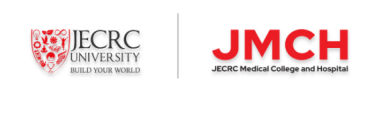 JECRC
UNIVERSITY
BUILD YOUR WORLD
JMCH
JECRC Medical College and Hospital